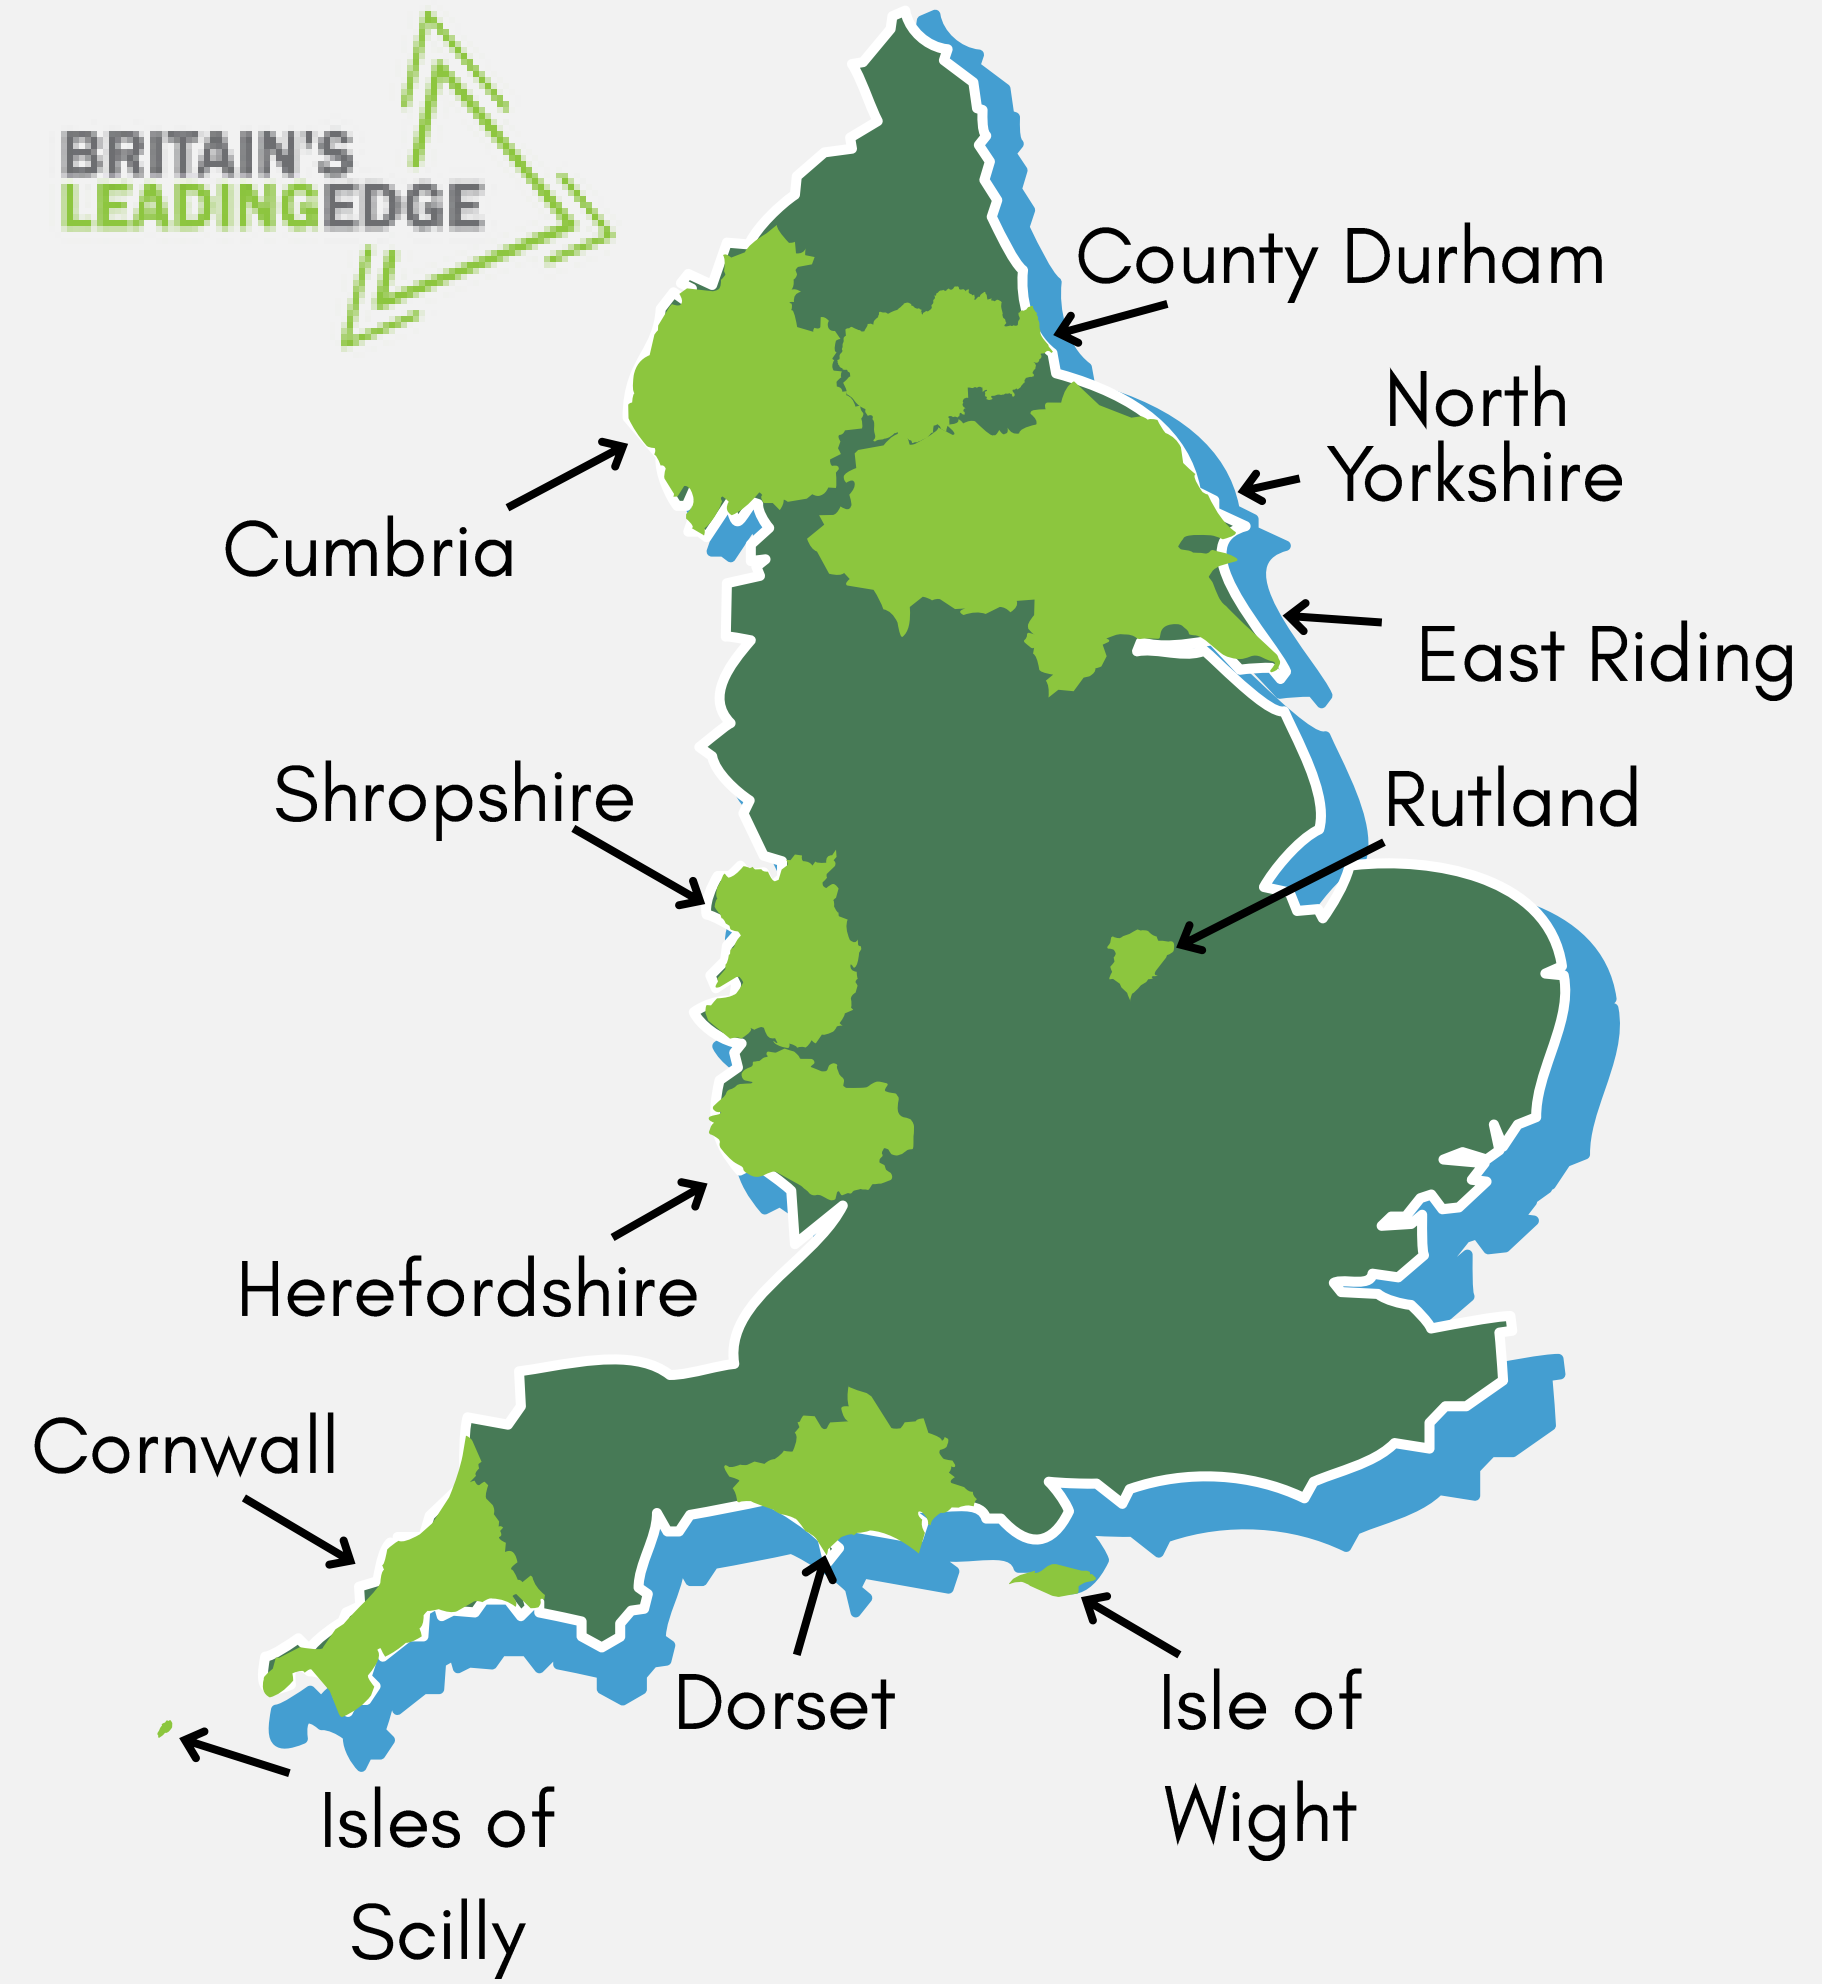 BRITAIN'S
LEADINGEDGE
County Durham
North
Yorkshire
Cumbria
East Riding
Shropshire
Rutland
Herefordshire
Cornwall
Dorset
Isle of
Wight
Isles of
Scilly